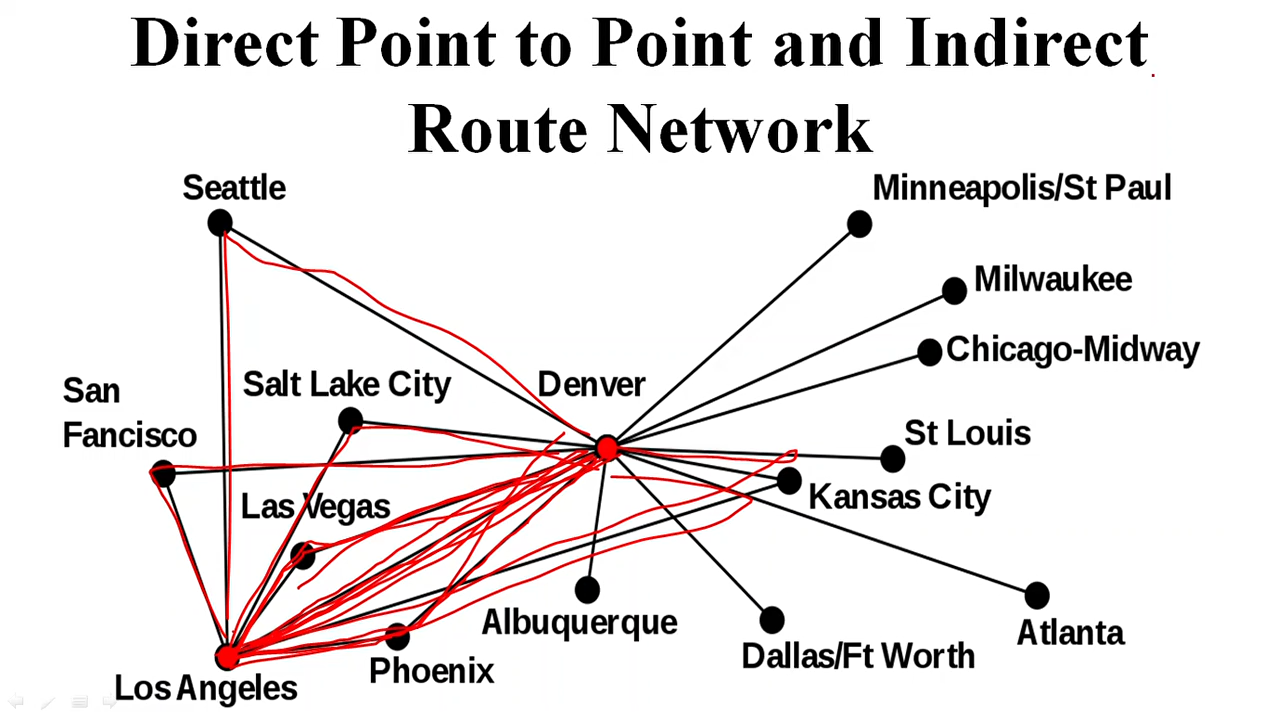 Direct Point to Point and Indirect
Route Network
Seattle
Minneapolis/St Paul
Milwaukee
Chicago-Midway
Salt Lake City
Denver
San
Fancisco
St Louis
Las Vegas
Kansas City
Albuquerque
Atlanta
Phoenix
Dallas/Ft Worth
Los Angeles